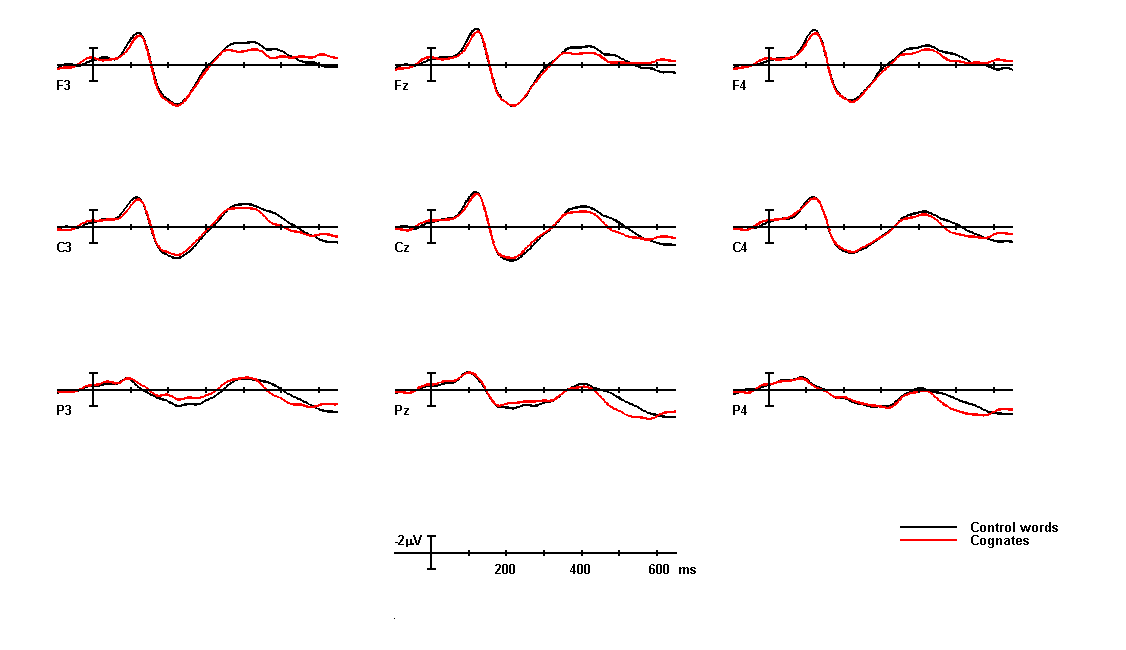 F3 Fz F4
C3 Cz C4
P3 Pz P4
Control words
-2µV Cognates
200 400 600 ms